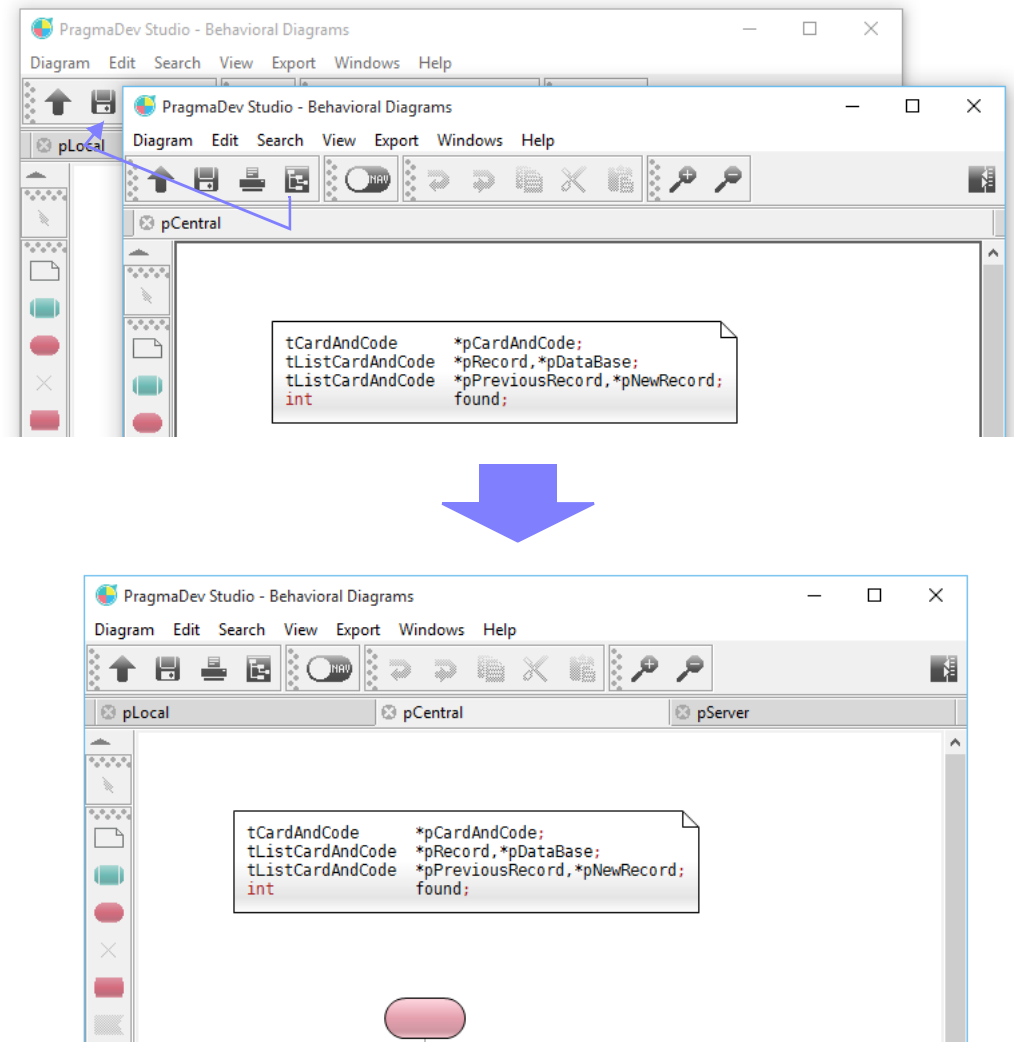 PragmaDev Studio - Behavioral Diagrams
Diagram Edit Search View Export Windows Help
pLocal
PragmaDev Studio - Behavioral Diagrams
Diagram Edit Search View Export Windows Help
NAV
pCentral
tCardAndCode *pCardAndCode;
tListCardAndCode *pRecord,*pDataBase;
tListCardAndCode *pPreviousRecord,*pNewRecord;
int found;
PragmaDev Studio - Behavioral Diagrams
Diagram Edit Search View Export Windows Help
NAV
pLocal pCentral pServer
tCardAndCode *pCardAndCode;
tListCardAndCode *pRecord,*pDataBase;
tListCardAndCode *pPreviousRecord,*pNewRecord;
int found;